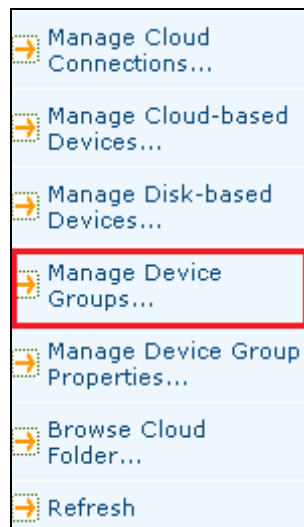 Manage Cloud
Connections...
Manage Cloud-based
Devices...
Manage Disk-based
Devices...
Manage Device
Groups...
Manage Device Group
Properties...
Browse Cloud
Folder...
Refresh